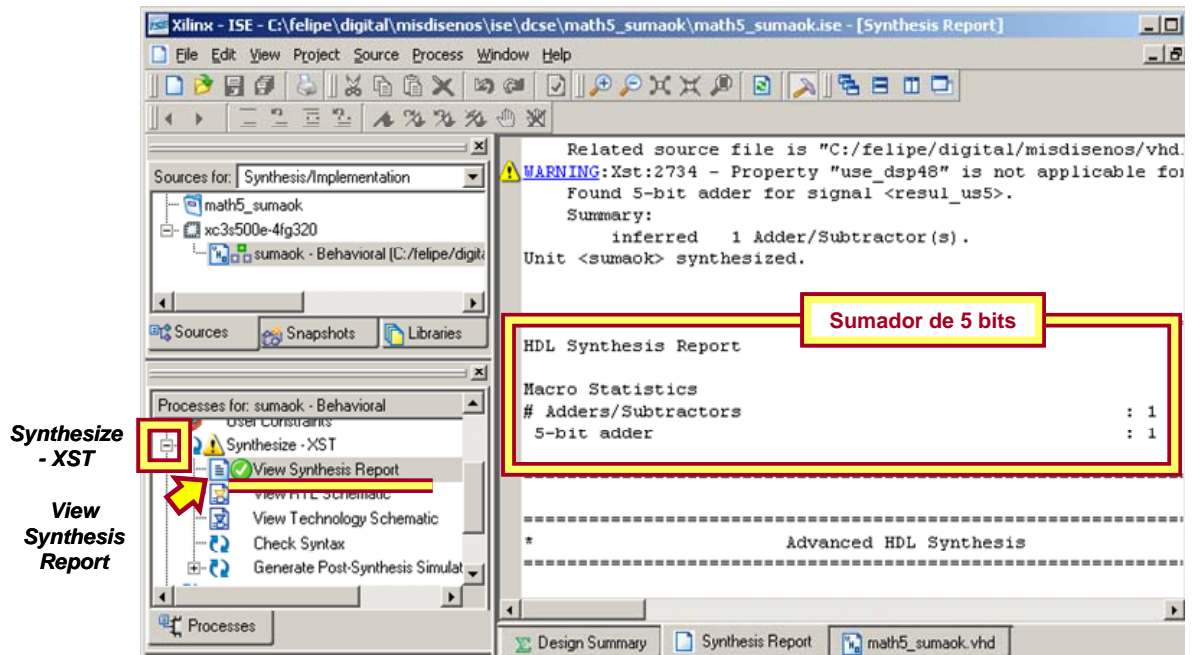 Xilinx - ISE - C:\felipe\digital\misdisenos\ise\dcse\math5_sumaok\math5_sumaok.ise - [Synthesis Report]
File Edit View Project Source Process Window Help
Sources for: Synthesis/Implementation
math5_sumaok
xc3s500e-4fg320
sumaok - Behavioral (C:/felipe/digita
Sources Snapshots Libraries
Processes for: sumaok - Behavioral
User Constraints
Synthesize - XST
View Synthesis Report
View RTL Schematic
View Technology Schematic
Check Syntax
Generate Post-Synthesis Simulat
Processes
Synthesize
- XST
View
Synthesis
Report
Related source file is "C:/felipe/digital/misdisenos/vhd.
WARNING:Xst:2734 - Property "use_dsp48" is not applicable for
Found 5-bit adder for signal <resul_us5>.
Summary:
inferred 1 Adder/Subtractor(s).
Unit <sumaok> synthesized.
Sumador de 5 bits
HDL Synthesis Report
Macro Statistics
# Adders/Subtractors : 1
5-bit adder : 1
* Advanced HDL Synthesis
Design Summary Synthesis Report math5_sumaok.vhd